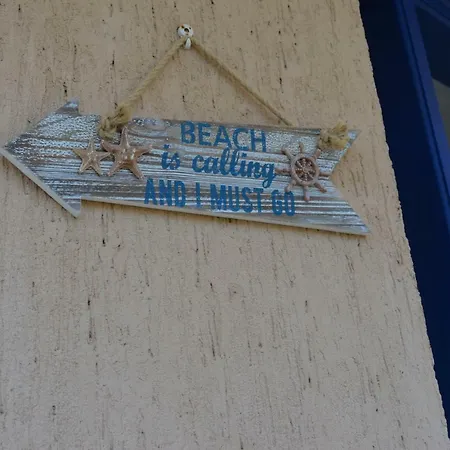 BEACH
is calling
AND I MUST GO